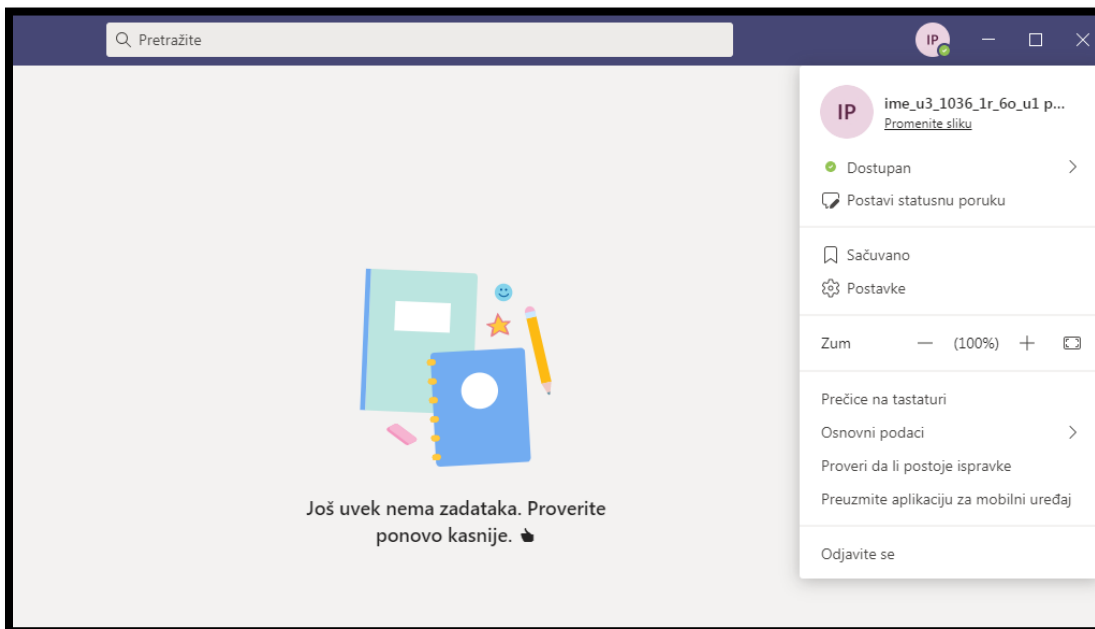 Pretražite
IP
IP
ime_u3_1036_1r_6o_u1 p...
Promenite sliku
Dostupan
Postavi statusnu poruku
Sačuvano
Postavke
Zum
(100%)
Prečice na tastaturi
Osnovni podaci
Proveri da li postoje ispravke
Preuzmite aplikaciju za mobilni uređaj
Odjavite se
Još uvek nema zadataka. Proverite
ponovo kasnije.